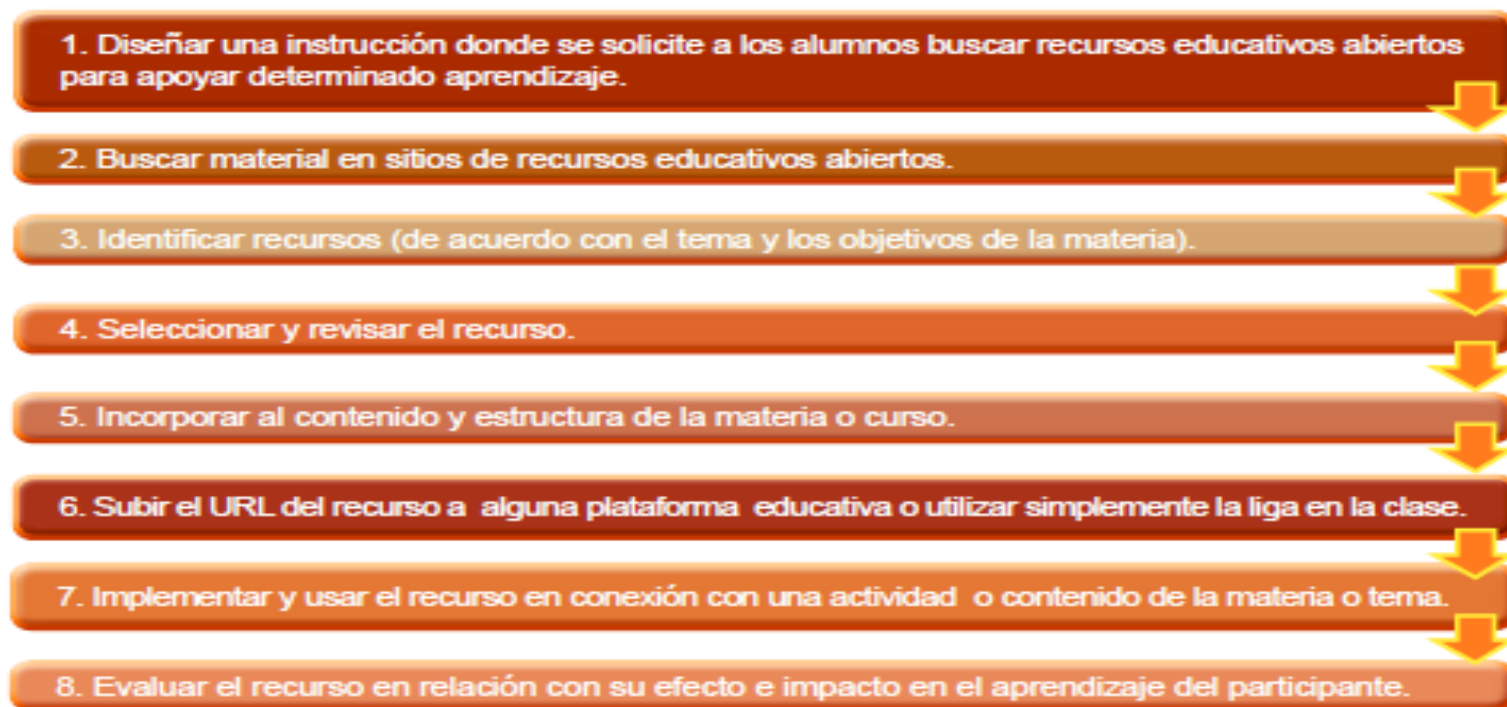 1. Diseñar una instrucción donde se solicite a los alumnos buscar recursos educativos abiertos
para apoyar determinado aprendizaje.
2. Buscar material en sitios de recursos educativos abiertos.
3. Identificar recursos (de acuerdo con el tema y los objetivos de la materia).
4. Seleccionar y revisar el recurso.
5. Incorporar al contenido y estructura de la materia o curso.
6. Subir el URL del recurso a alguna plataforma educativa o utilizar simplemente la liga en la clase.
7. Implementar y usar el recurso en conexión con una actividad o contenido de la materia o tema.
8. Evaluar el recurso en relación con su efecto e impacto en el aprendizaje del participante.